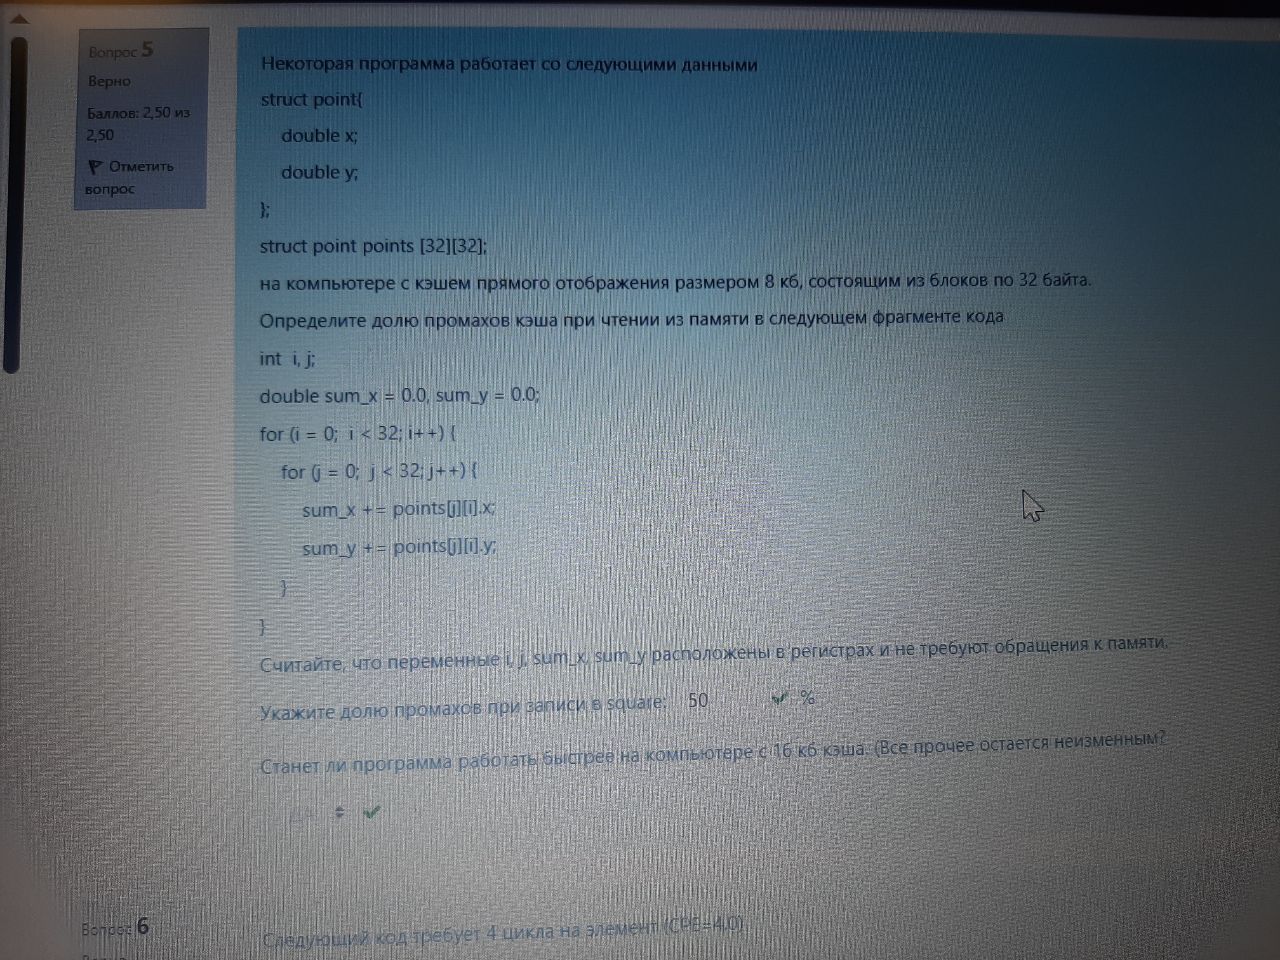 Вопрос 5
Верно
Баллов: 2,50 из
2,50
Отметить
вопрос
Некоторая программа работает со следующими данными
struct point{
double x;
double y;
};
struct point points [32][32];
на компьютере с кэшем прямого отображения размером 8 кб, состоящим из блоков по 32 байта.
Определите долю промахов кэша при чтении из памяти в следующем фрагменте кода
int i, j;
double sum_x = 0.0, sum_y = 0.0;
for (i = 0; i < 32; i++) {
for (j = 0; j < 32; j++) {
sum_x += points[j][i].x;
sum_y += points[j][i].y;
}
}
Считайте, что переменные i, j, sum_x, sum_y расположены в регистрах и не требуют обращения к памяти.
Укажите долю промахов при записи в square: 50 %
Станет ли программа работать быстрее на компьютере с 16 кб кэша. (Все прочее остается неизменным?
Вопрос 6
Следующий код требует 4 цикла на элемент (CPE=4.0)